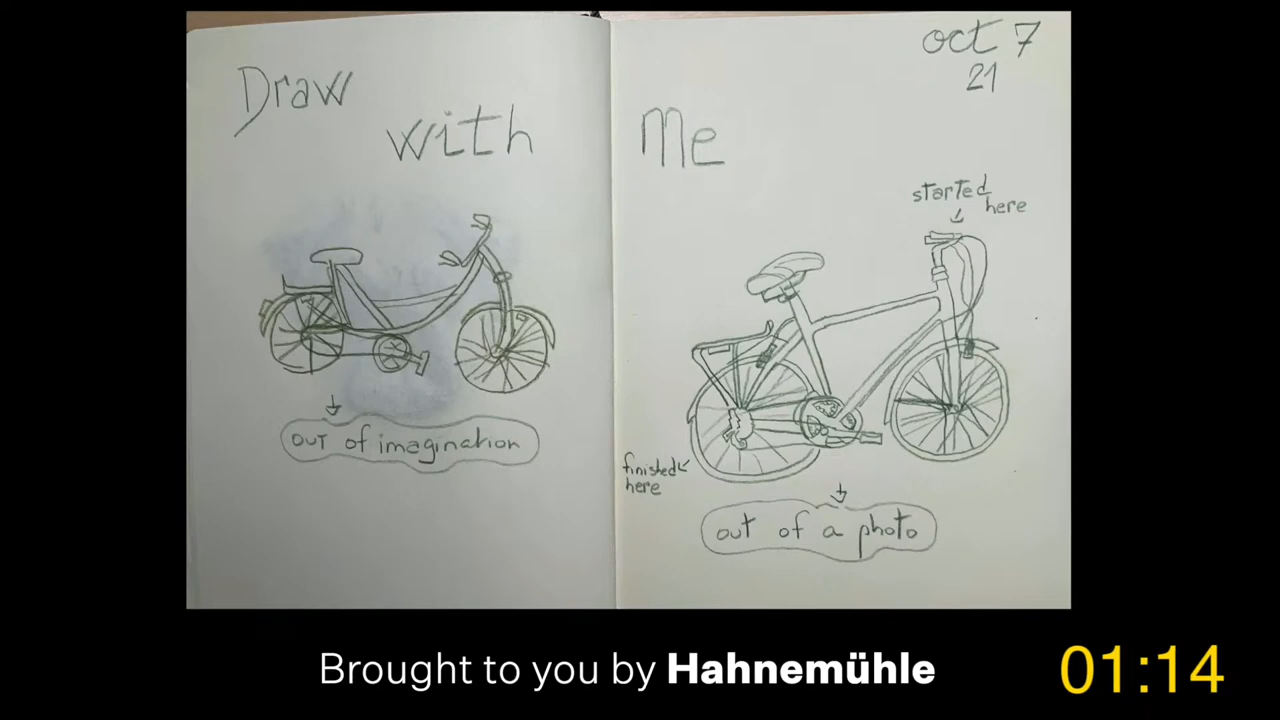 Draw
with
Me
oct 7
21
started
here
out of imagination
finished
here
out of a photo
Brought to you by Hahnemühle
01:14